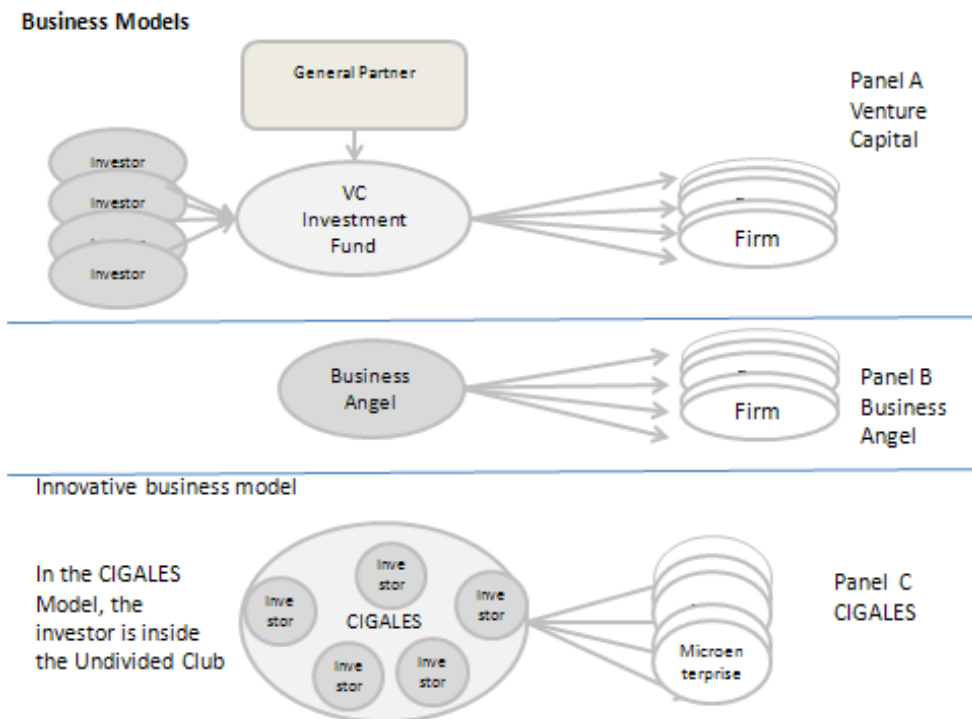 Business Models
General Partner
Panel A
Venture
Capital
Investor
Investor
Investor
VC
Investment
Fund
Firm
Business
Angel
Firm
Panel B
Business
Angel
Innovative business model
In the CIGALES
Model, the
investor is inside
the Undivided Club
Inve
stor
Inve
stor
Inve
stor
CIGALES
Inve
stor
Inve
stor
Microen
terprise
Panel C
CIGALES